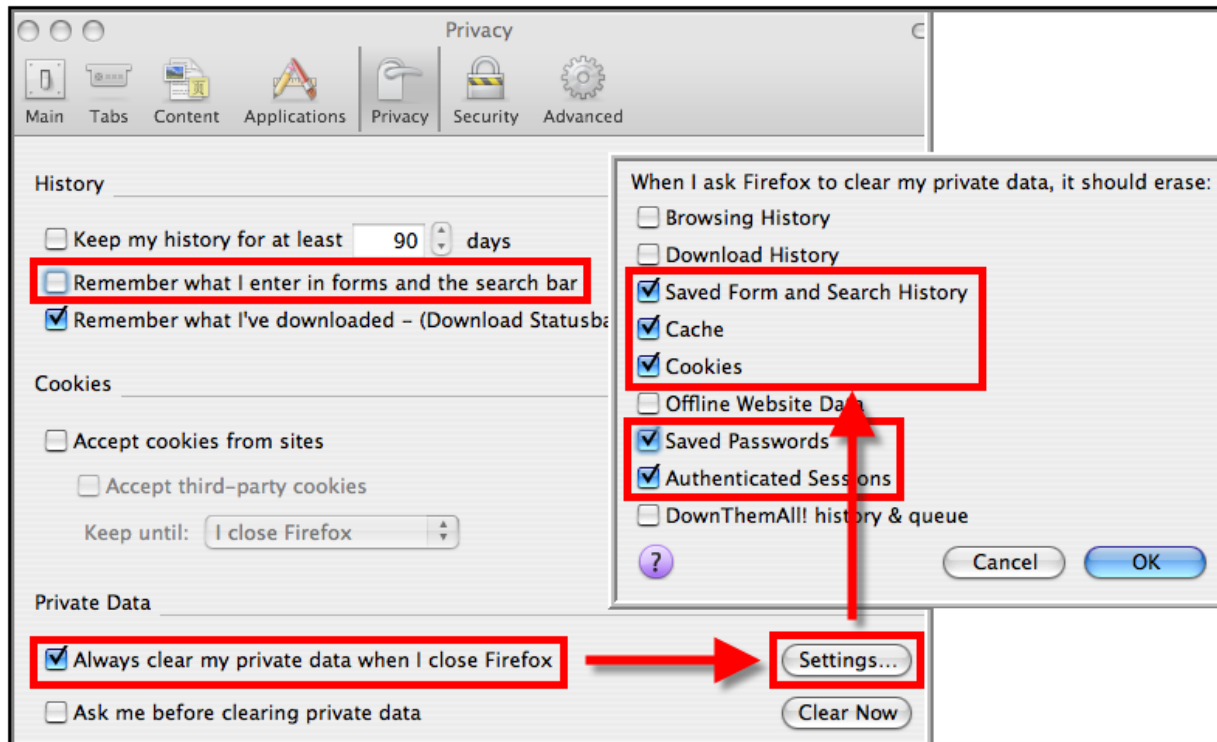 Privacy
Main Tabs Content Applications Privacy Security Advanced
History
Keep my history for at least 90 days
Remember what I enter in forms and the search bar
Remember what I've downloaded – (Download Statusba
Cookies
Accept cookies from sites
Accept third-party cookies
Keep until: I close Firefox
Private Data
Always clear my private data when I close Firefox Settings...
Ask me before clearing private data Clear Now
When I ask Firefox to clear my private data, it should erase:
Browsing History
Download History
Saved Form and Search History
Cache
Cookies
Offline Website Data
Saved Passwords
Authenticated Sessions
DownThemAll! history & queue
? Cancel OK